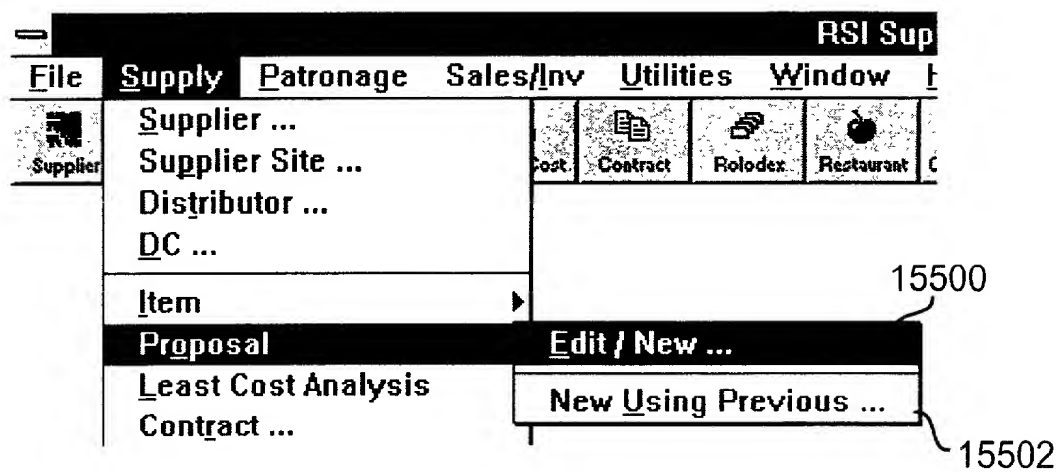 RSI Sup
File Supply Patronage Sales/Inv Utilities Window
Supplier Cost. Contract Rolodex Restaurant
Supplier ...
Supplier Site ...
Distributor ...
DC ...
Item
Proposal
Least Cost Analysis
Contract ...
15500
Edit / New ...
New Using Previous ...
15502